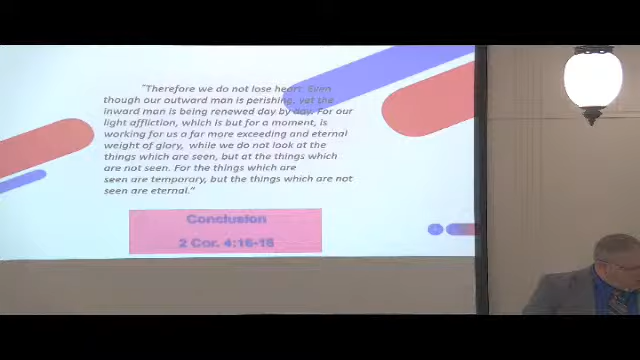 "Therefore we do not lose heart. Even
though our outward man is perishing, yet the
inward man is being renewed day by day. For our
light affliction, which is but for a moment, is
working for us a far more exceeding and eternal
weight of glory, while we do not look at the
things which are seen, but at the things which
are not seen. For the things which are
seen are temporary, but the things which are not
seen are eternal."
Conclusion
2 Cor. 4:16-18